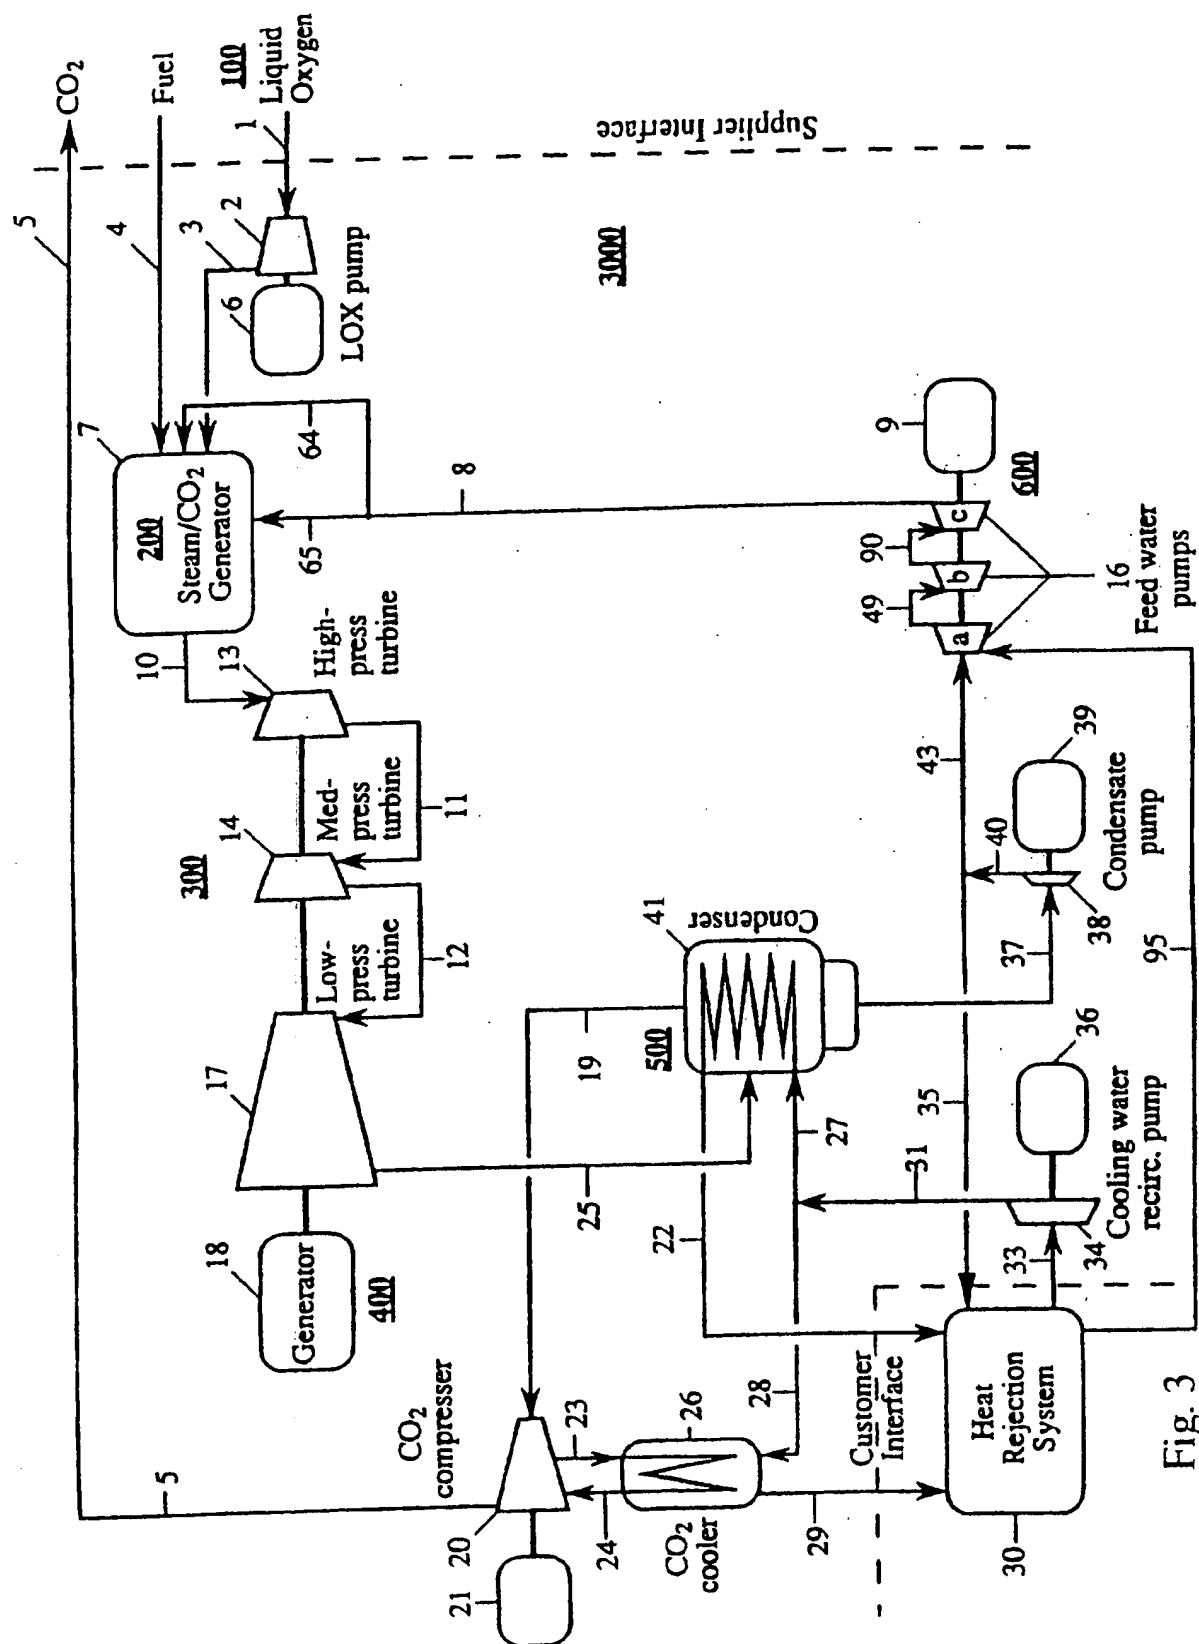 5
CO2
4
Fuel
3
2
1
100
Liquid
Oxygen
6
LOX pump
Supplier Interface
3000
7
200
Steam/CO2
Generator
64
65
8
10
13
High-
press
turbine
11
14
300
Med-
press
turbine
12
17
Low-
press
turbine
18
Generator
400
25
19
500
41
Condenser
22
27
5
CO2
compresser
20
21
23
24
26
CO2
cooler
28
29
Customer
Interface
Heat
Rejection
System
30
31
33
34
36
Cooling water
recirc. pump
35
37
38
39
40
Condensate
pump
43
95
9
600
a
b
c
49
90
16
Feed water
pumps
Fig. 3